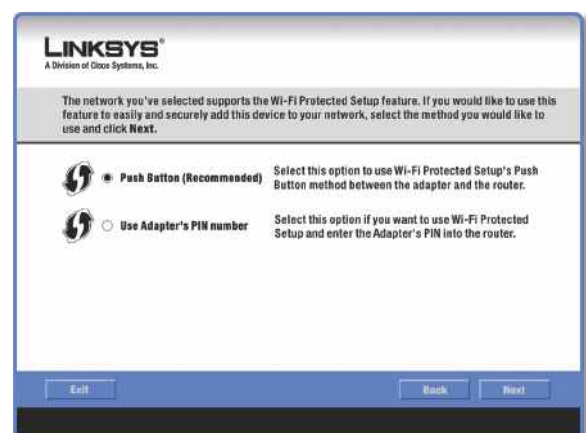 LINKSYS®
A Division of Cisco Systems, Inc.
The network you've selected supports the Wi-Fi Protected Setup feature. If you would like to use this
feature to easily and securely add this device to your network, select the method you would like to
use and click Next.
Push Button (Recommended)
Select this option to use Wi-Fi Protected Setup's Push
Button method between the adapter and the router.
Use Adapter's PIN number
Select this option if you want to use Wi-Fi Protected
Setup and enter the Adapter's PIN into the router.
Exit
Back
Next